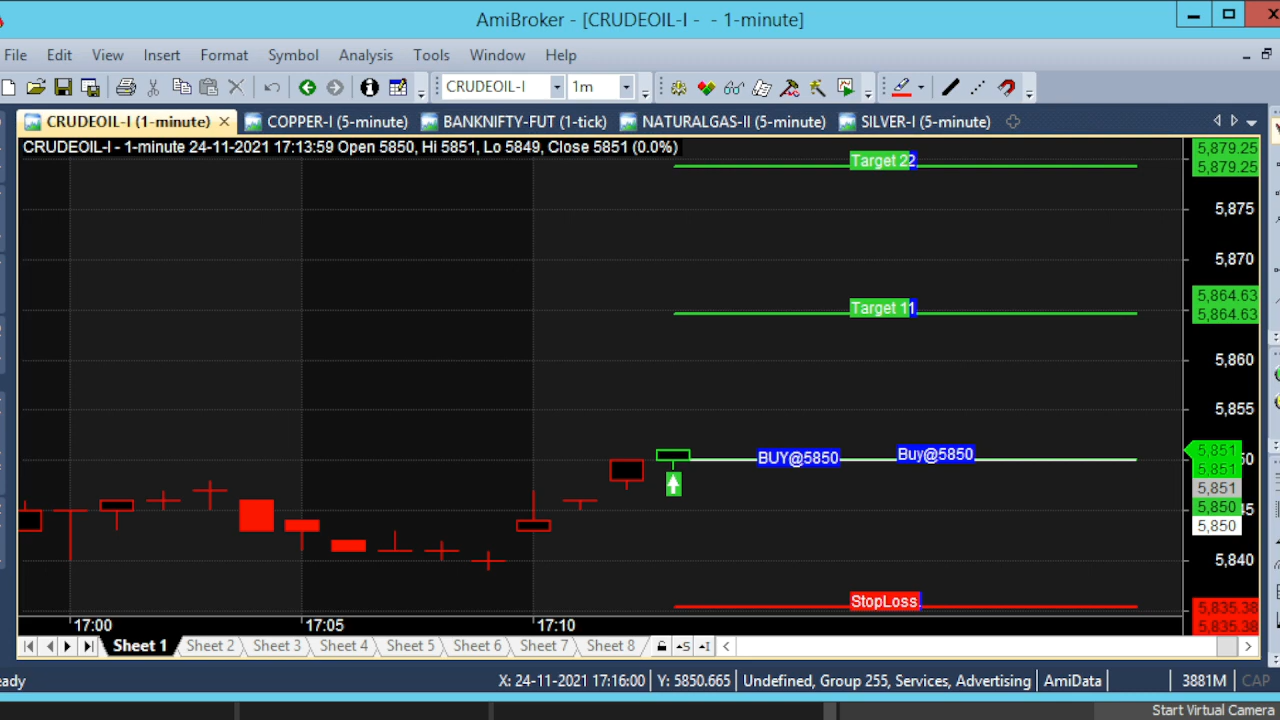 AmiBroker - [CRUDEOIL-I - - 1-minute]
File Edit View Insert Format Symbol Analysis Tools Window Help
CRUDEOIL-I 1m
CRUDEOIL-I (1-minute) COPPER-I (5-minute) BANKNIFTY-FUT (1-tick) NATURALGAS-II (5-minute) SILVER-I (5-minute)
CRUDEOIL-I - 1-minute 24-11-2021 17:13:59 Open 5850, Hi 5851, Lo 5849, Close 5851 (0.0%)
5,879.25
Target 22
5,879.25
5,875
5,870
5,864.63
Target 11
5,864.63
5,860
5,855
5,851
BUY@5850 Buy@5850
50
5,851
5,851
5,850
45
5,850
5,840
StopLoss
5,835.38
5,835.38
17:00 17:05 17:10
Sheet 1 Sheet 2 Sheet 3 Sheet 4 Sheet 5 Sheet 6 Sheet 7 Sheet 8 S I
eady X: 24-11-2021 17:16:00 Y: 5850.665 Undefined, Group 255, Services, Advertising AmiData 3881M CAP
Start Virtual Camera